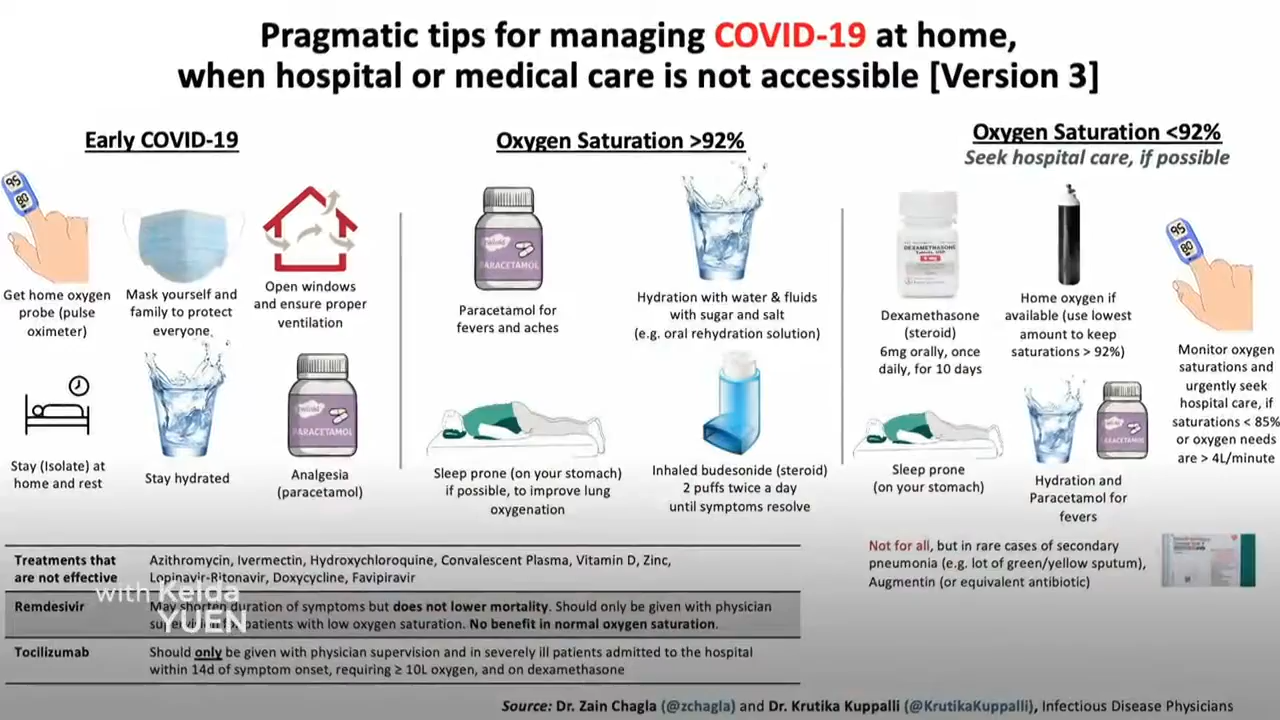 Pragmatic tips for managing COVID-19 at home,
when hospital or medical care is not accessible [Version 3]
Early COVID-19
95
80
Get home oxygen
probe (pulse
oximeter)
Mask yourself and
family to protect
everyone.
Open windows
and ensure proper
ventilation
Stay (Isolate) at
home and rest
Stay hydrated
PARACETAMOL
Analgesia
(paracetamol)
Oxygen Saturation >92%
PARACETAMOL
Paracetamol for
fevers and aches
Hydration with water & fluids
with sugar and salt
(e.g. oral rehydration solution)
Sleep prone (on your stomach)
if possible, to improve lung
oxygenation
Inhaled budesonide (steroid)
2 puffs twice a day
until symptoms resolve
Oxygen Saturation <92%
Seek hospital care, if possible
DEXAMETHASONE
Dexamethasone
(steroid)
6mg orally, once
daily, for 10 days
Home oxygen if
available (use lowest
amount to keep
saturations > 92%)
95
80
Monitor oxygen
saturations and
urgently seek
hospital care, if
saturations < 85%
or oxygen needs
are > 4L/minute
Sleep prone
(on your stomach)
PARACETAMOL
Hydration and
Paracetamol for
fevers
Not for all, but in rare cases of secondary
pneumonia (e.g. lot of green/yellow sputum),
Augmentin (or equivalent antibiotic)
Treatments that
are not effective
Azithromycin, Ivermectin, Hydroxychloroquine, Convalescent Plasma, Vitamin D, Zinc,
Lopinavir-Ritonavir, Doxycycline, Favipiravir
Remdesivir
May shorten duration of symptoms but does not lower mortality. Should only be given with physician
patients with low oxygen saturation. No benefit in normal oxygen saturation.
Tocilizumab
Should only be given with physician supervision and in severely ill patients admitted to the hospital
within 14d of symptom onset, requiring ≥ 10L oxygen, and on dexamethasone
with Keida
YUEN
Source: Dr. Zain Chagla (@zchagla) and Dr. Krutika Kuppalli (@KrutikaKuppalli), Infectious Disease Physicians